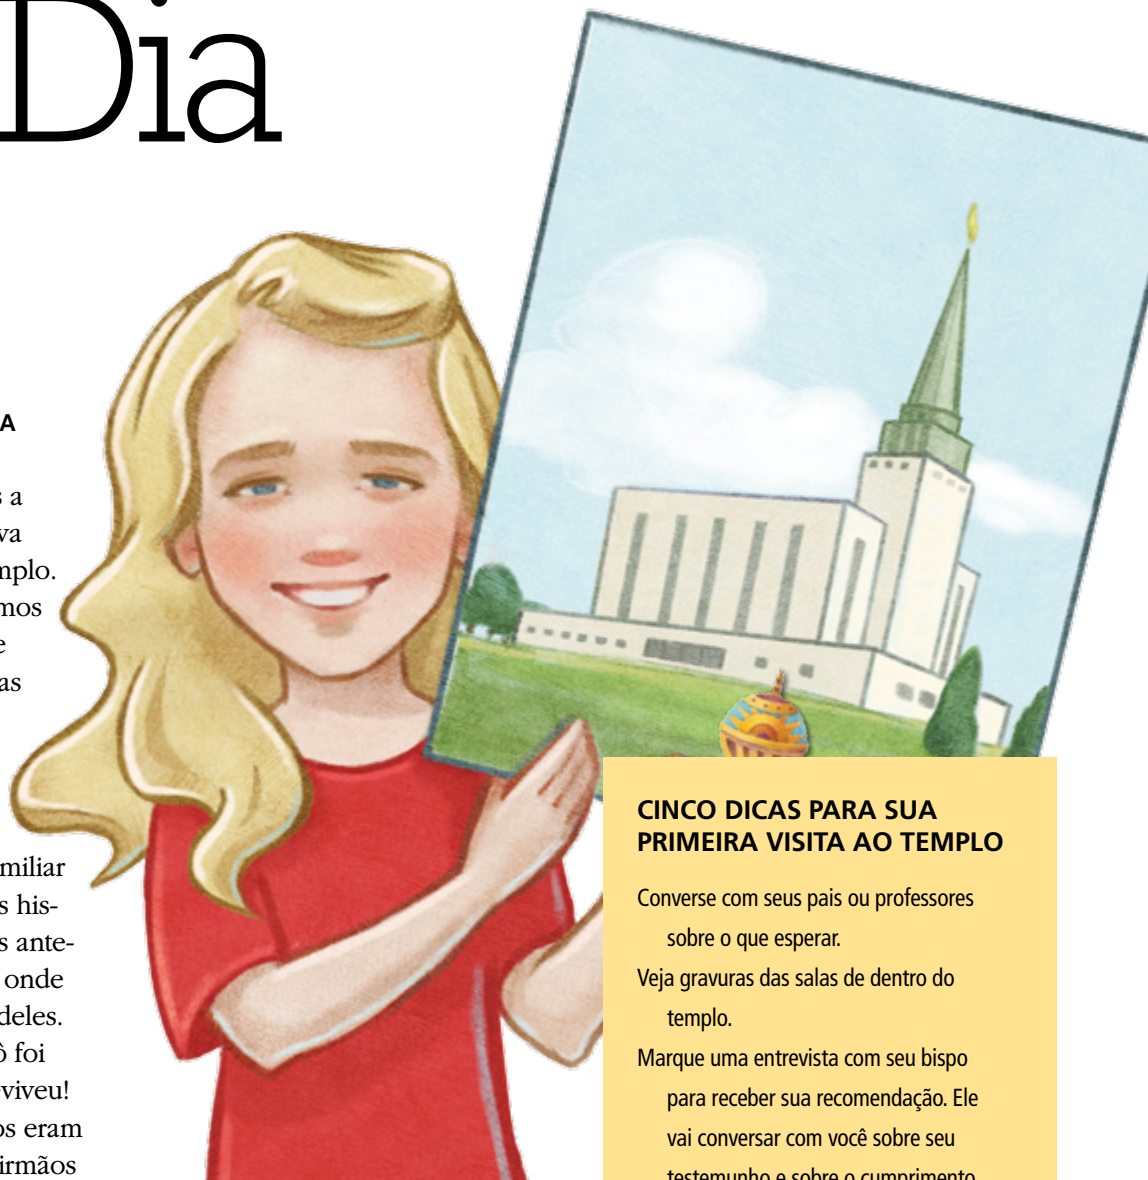 Dia
A
s a
va
mplo.
mos
e
as
miliar
s his-
s ante-
onde
deles.
ô foi
viveu!
os eram
irmãos
CINCO DICAS PARA SUA
PRIMEIRA VISITA AO TEMPLO
Converse com seus pais ou professores
sobre o que esperar.
Veja gravuras das salas de dentro do
templo.
Marque uma entrevista com seu bispo
para receber sua recomendação. Ele
vai conversar com você sobre seu
testemunho e sobre o cumprimento